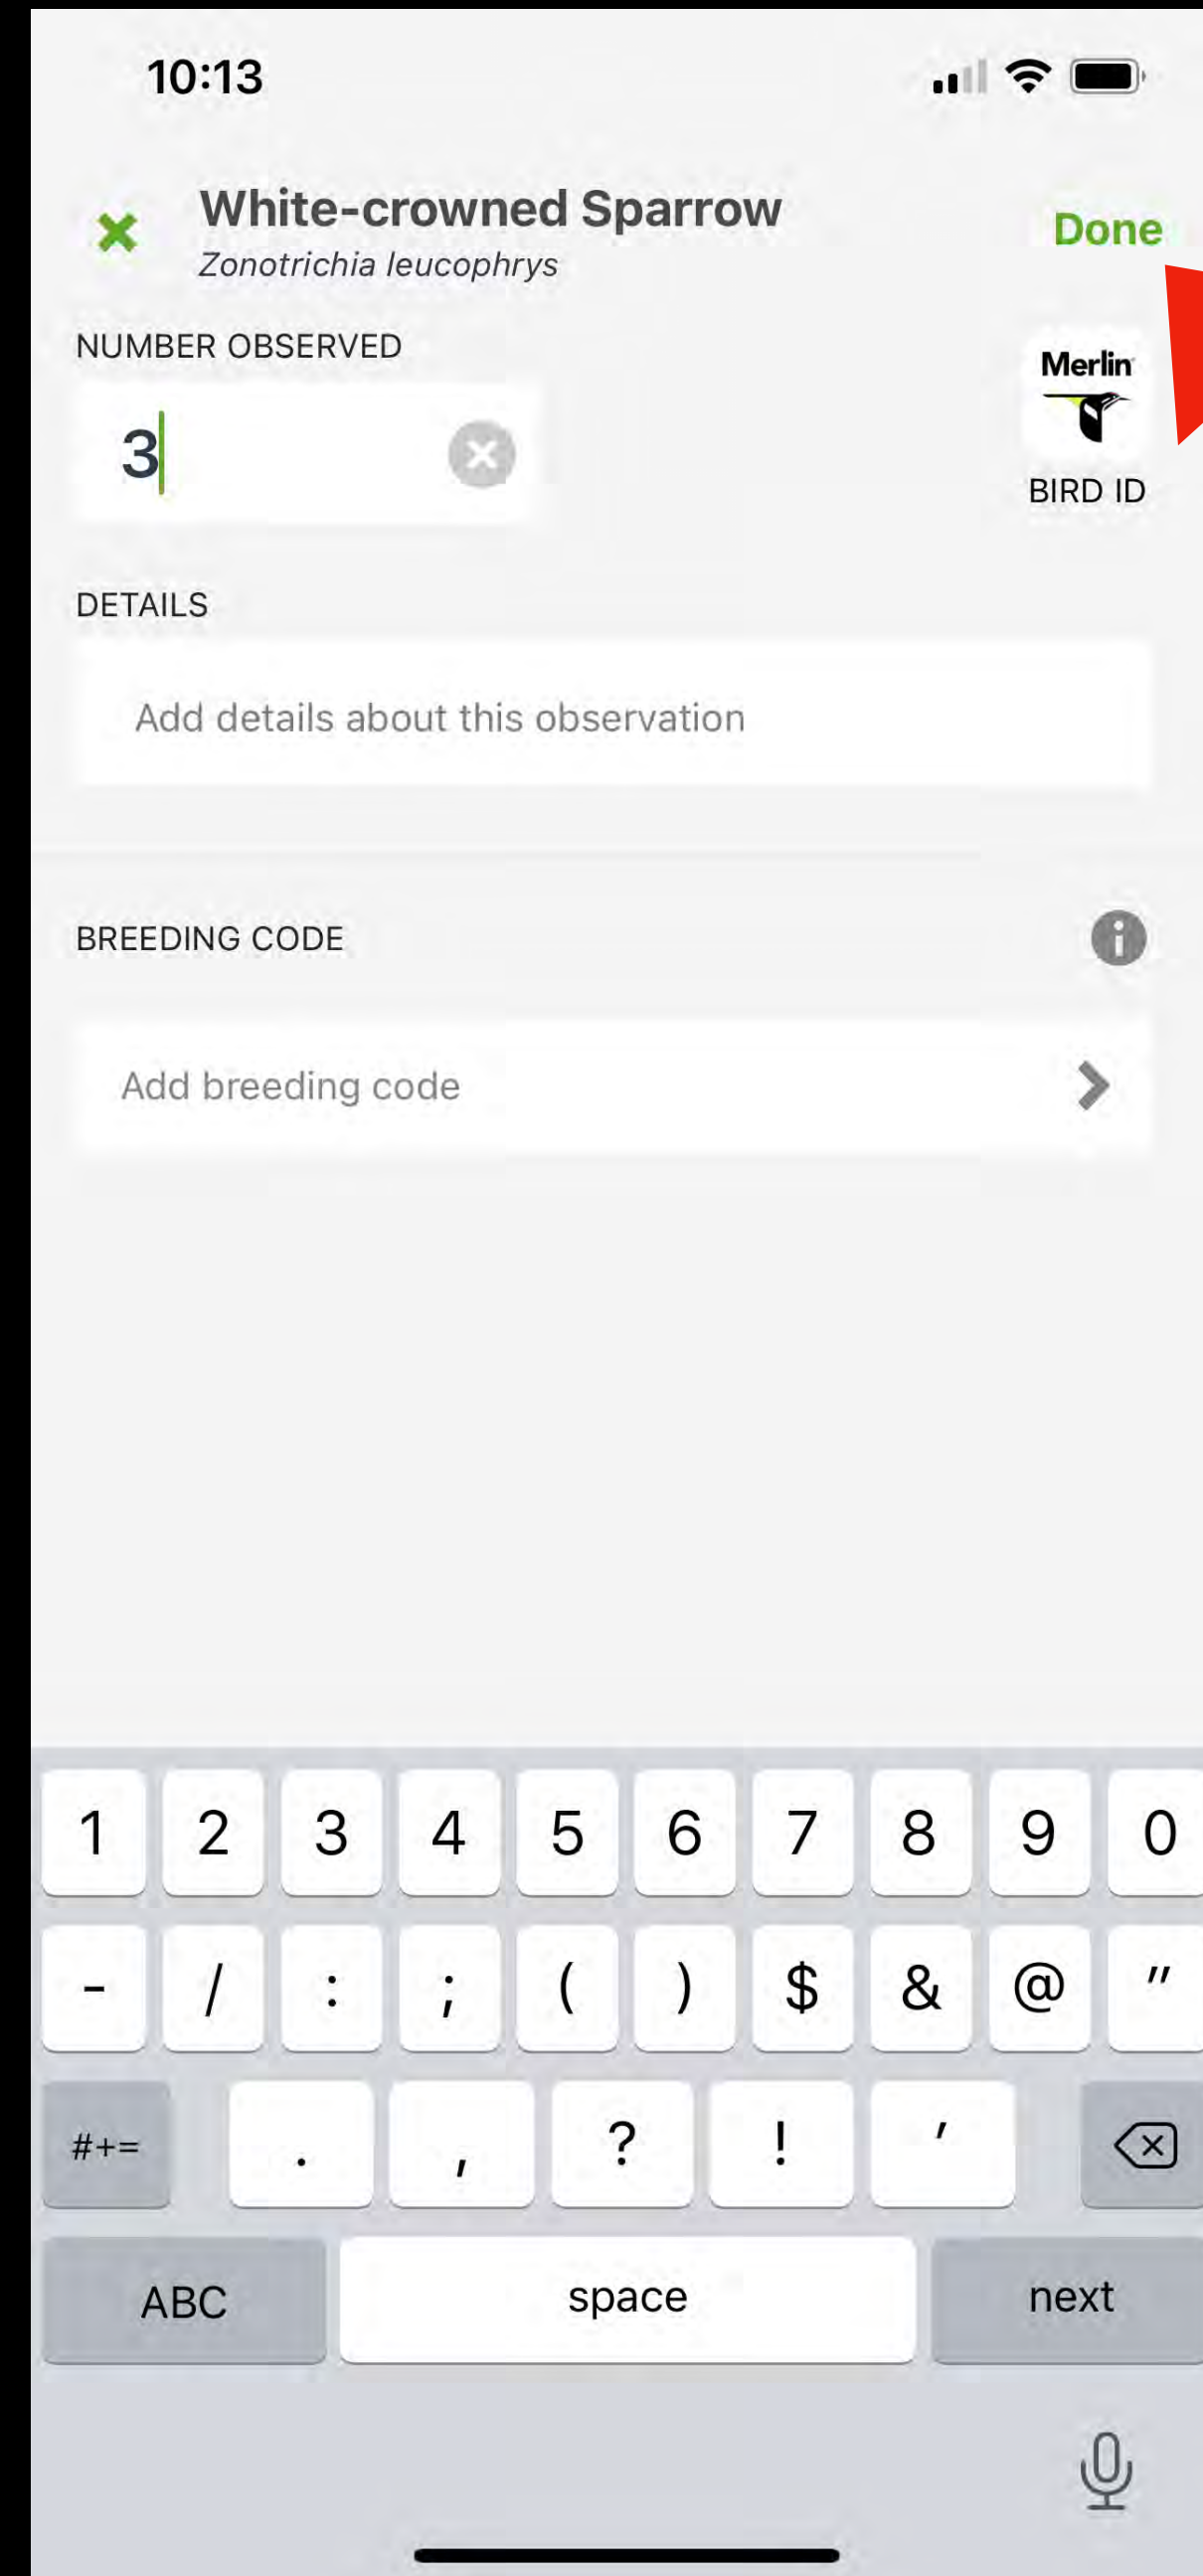 10:13
White-crowned Sparrow
Zonotrichia leucophrys
Done
NUMBER OBSERVED
3
Merlin
BIRD ID
DETAILS
Add details about this observation
BREEDING CODE
Add breeding code
1 2 3 4 5 6 7 8 9 0
- / : ; ( ) $ & @ "
#+= . , ? ! '
ABC space next